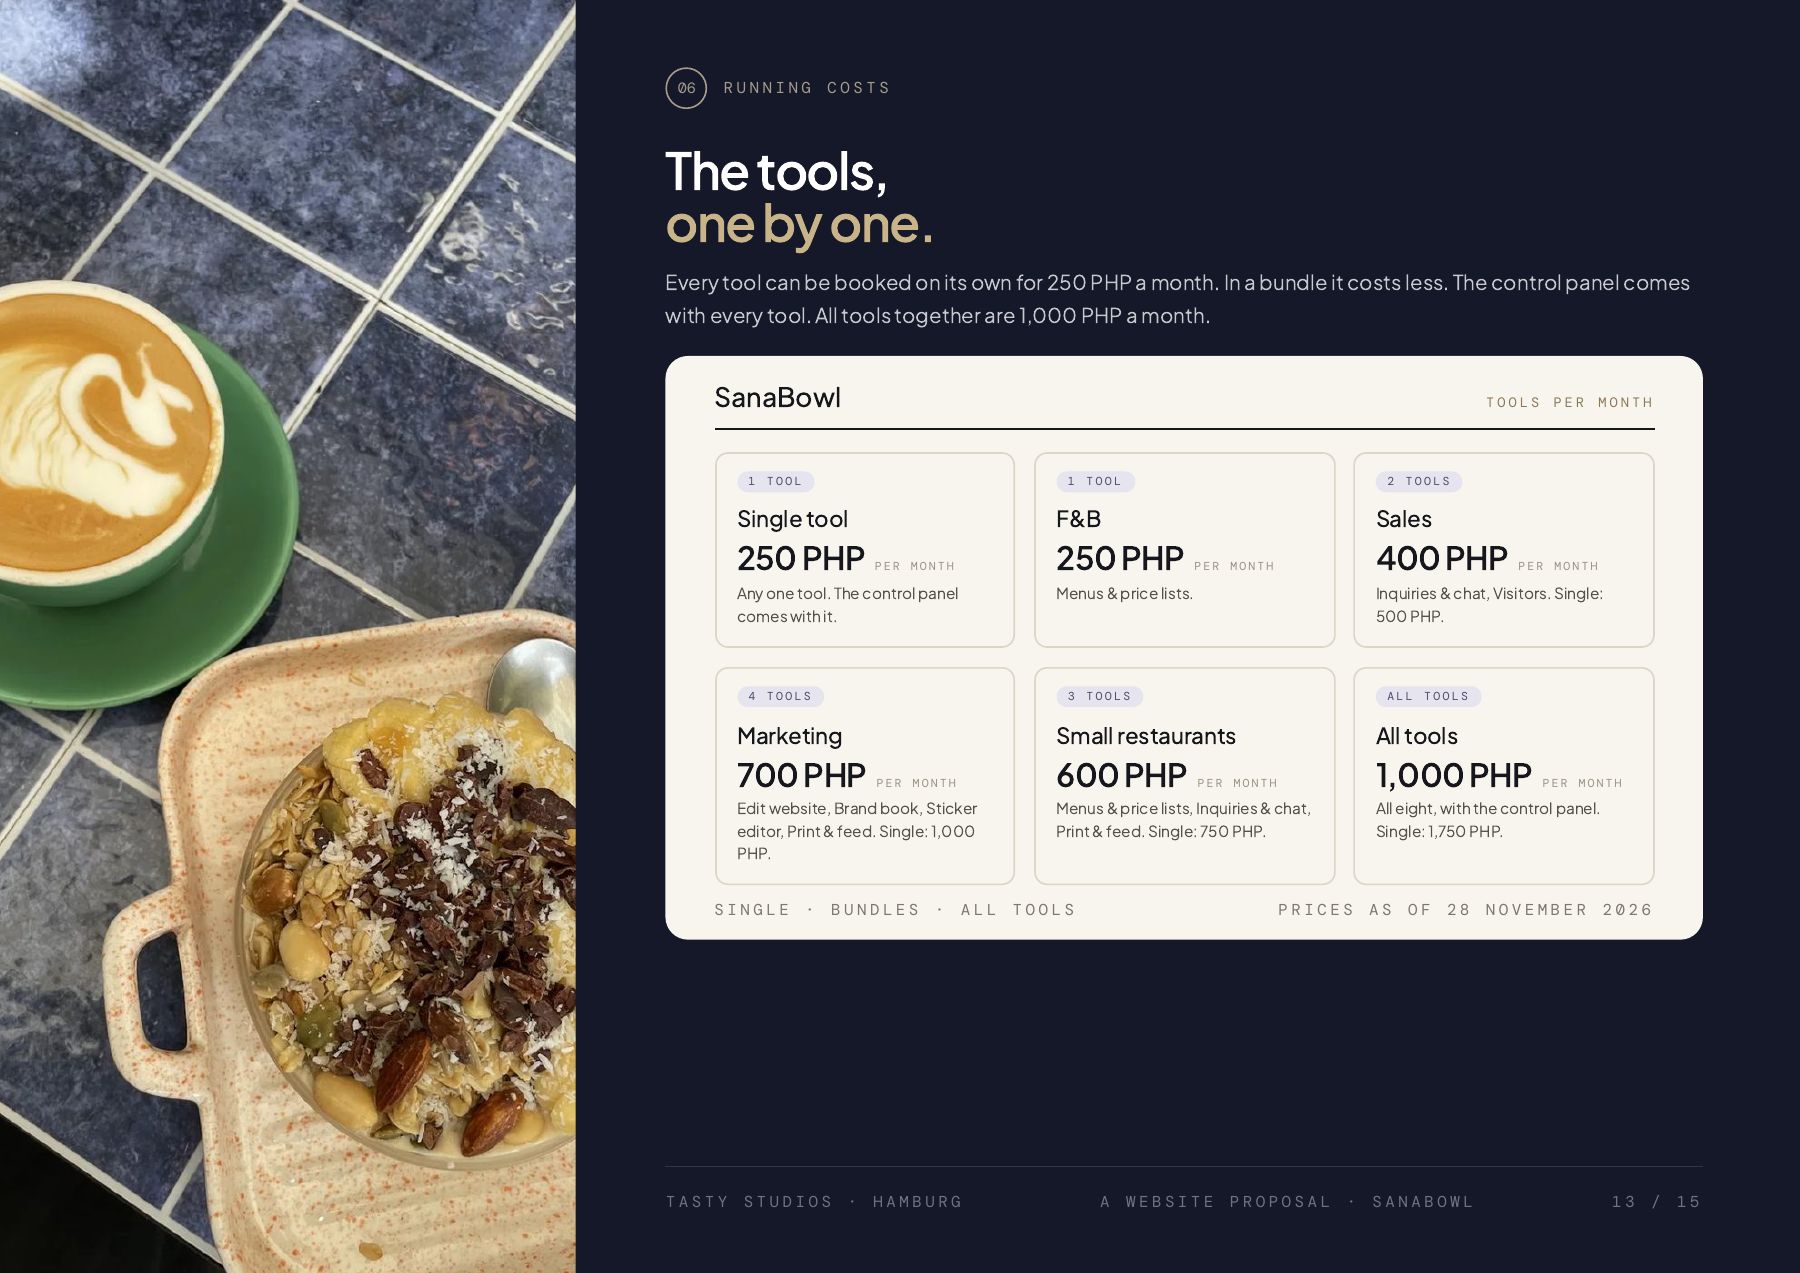 06 RUNNING COSTS
The tools,
one by one.
Every tool can be booked on its own for 250 PHP a month. In a bundle it costs less. The control panel comes
with every tool. All tools together are 1,000 PHP a month.
SanaBowl
TOOLS PER MONTH
1 TOOL
Single tool
250 PHP PER MONTH
Any one tool. The control panel
comes with it.
1 TOOL
F&B
250 PHP PER MONTH
Menus & price lists.
2 TOOLS
Sales
400 PHP PER MONTH
Inquiries & chat, Visitors. Single:
500 PHP.
4 TOOLS
Marketing
700 PHP PER MONTH
Edit website, Brand book, Sticker
editor, Print & feed. Single: 1,000
PHP.
3 TOOLS
Small restaurants
600 PHP PER MONTH
Menus & price lists, Inquiries & chat,
Print & feed. Single: 750 PHP.
ALL TOOLS
All tools
1,000 PHP PER MONTH
All eight, with the control panel.
Single: 1,750 PHP.
SINGLE · BUNDLES · ALL TOOLS
PRICES AS OF 28 NOVEMBER 2026
TASTY STUDIOS · HAMBURG
A WEBSITE PROPOSAL · SANABOWL
13 / 15